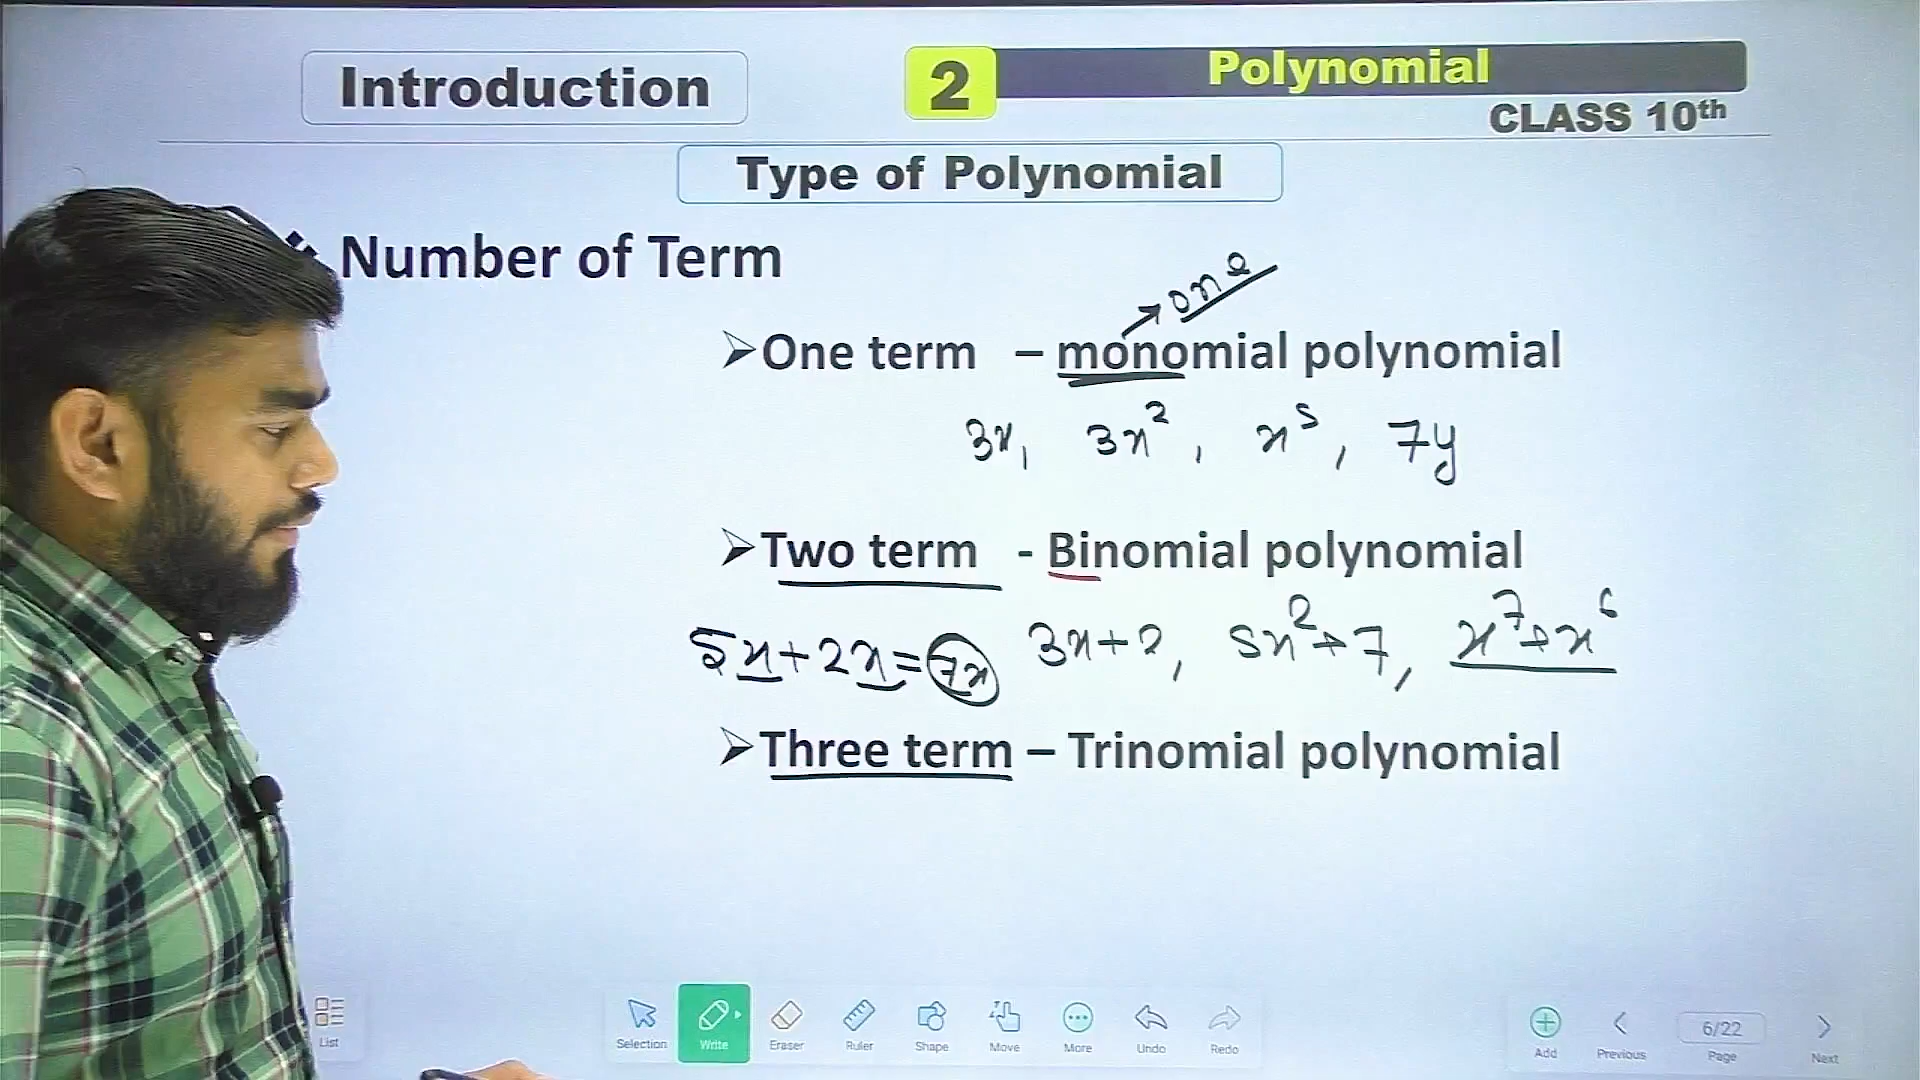 Introduction
2 Polynomial
CLASS 10th
Type of Polynomial
❖ Number of Term
one
➢One term – monomial polynomial
3x, 3x², x⁵, 7y
➢Two term - Binomial polynomial
5x+2x=7x 3x+2, 5x²+7, x⁷+x⁶
➢Three term – Trinomial polynomial
List Selection Write Eraser Ruler Shape Move More Undo Redo Add Previous 6/22 Page Next